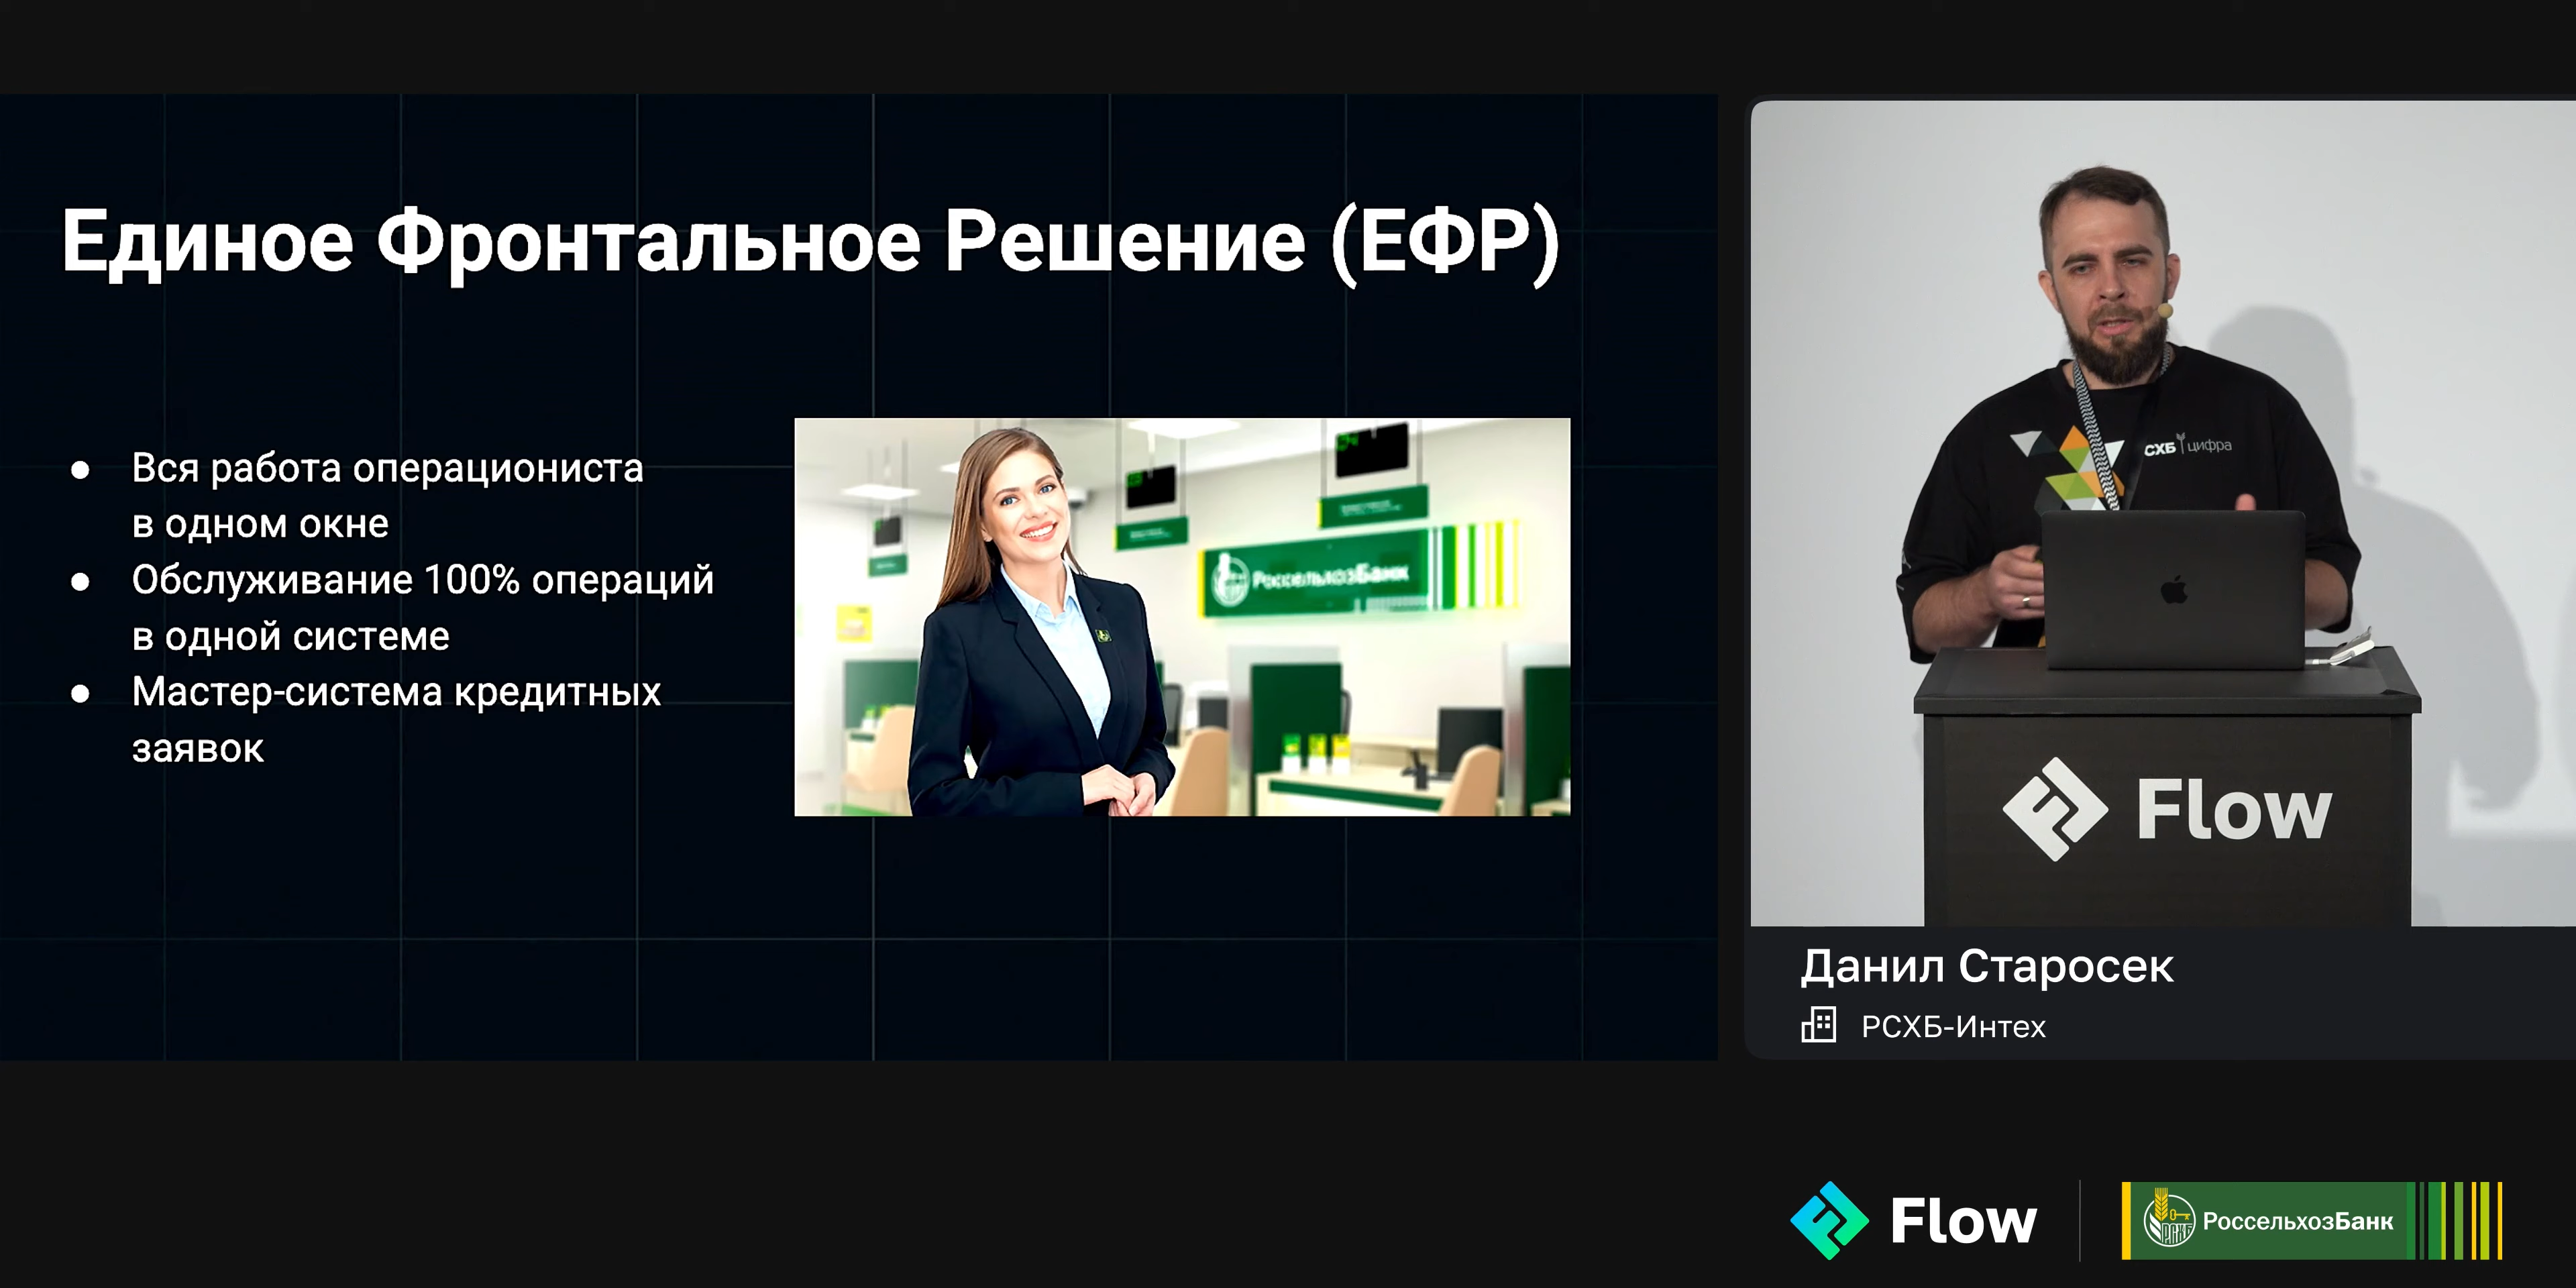 Единое Фронтальное Решение (ЕФР)
● Вся работа операциониста
в одном окне
● Обслуживание 100% операций
в одной системе
● Мастер-система кредитных
заявок
РоссельхозБанк
СХБ цифра
Flow
Данил Старосек
РСХБ-Интех
Flow
РСХБ
РоссельхозБанк